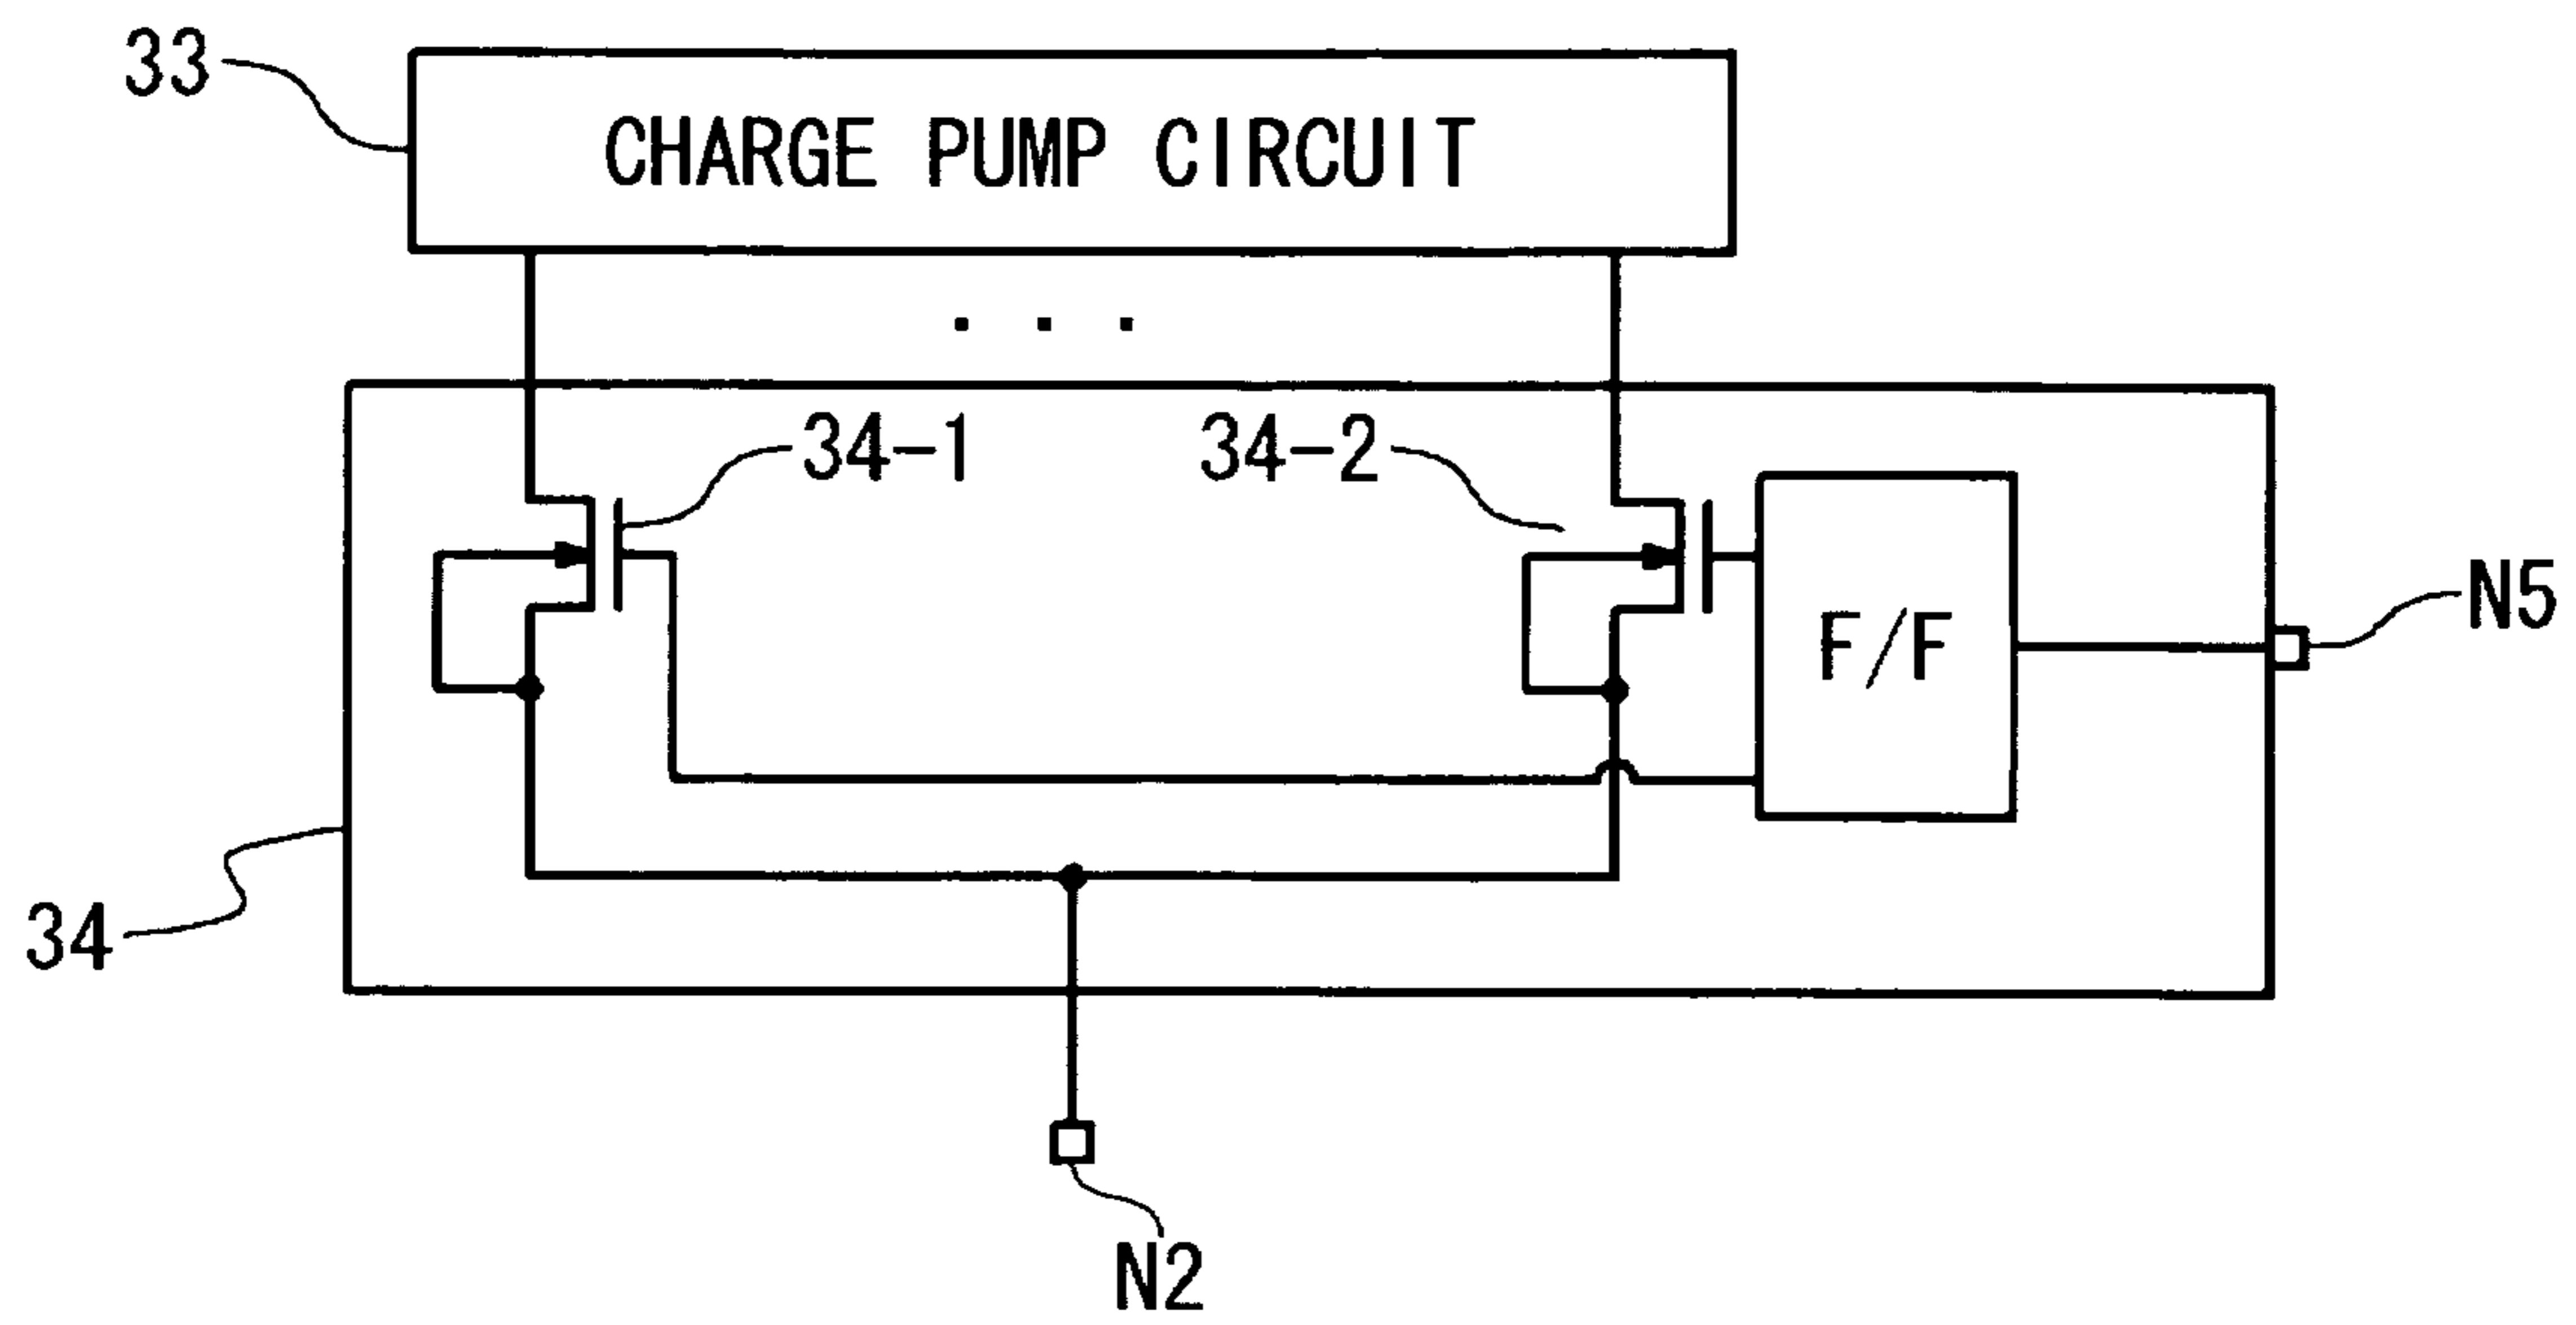 33
CHARGE PUMP CIRCUIT
. . .
34-1
34-2
F/F
N5
34
N2